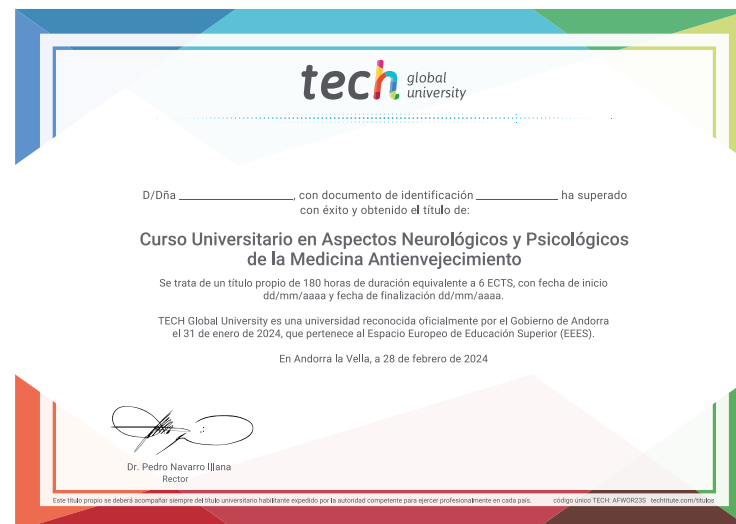 tech global
university
D/Dña ________________, con documento de identificación ____________ ha superado
con éxito y obtenido el título de:
Curso Universitario en Aspectos Neurológicos y Psicológicos
de la Medicina Antienvejecimiento
Se trata de un título propio de 180 horas de duración equivalente a 6 ECTS, con fecha de inicio
dd/mm/aaaa y fecha de finalización dd/mm/aaaa.
TECH Global University es una universidad reconocida oficialmente por el Gobierno de Andorra
el 31 de enero de 2024, que pertenece al Espacio Europeo de Educación Superior (EEES).
En Andorra la Vella, a 28 de febrero de 2024
Dr. Pedro Navarro Illana
Rector
Este título propio se deberá acompañar siempre del título universitario habilitante expedido por la autoridad competente para ejercer profesionalmente en cada país. código único TECH: AFWOR23S techtitute.com/titulos